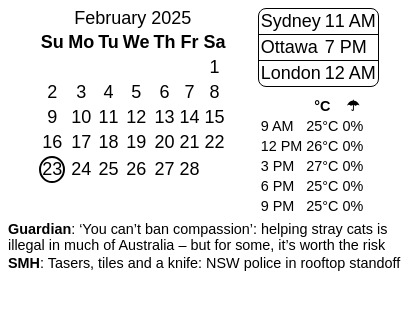 February 2025
Su Mo Tu We Th Fr Sa
1
2 3 4 5 6 7 8
9 10 11 12 13 14 15
16 17 18 19 20 21 22
23 24 25 26 27 28
Sydney 11 AM
Ottawa 7 PM
London 12 AM
°C ☂
9 AM 25°C 0%
12 PM 26°C 0%
3 PM 27°C 0%
6 PM 25°C 0%
9 PM 25°C 0%
Guardian: ‘You can’t ban compassion’: helping stray cats is
illegal in much of Australia – but for some, it’s worth the risk
SMH: Tasers, tiles and a knife: NSW police in rooftop standoff